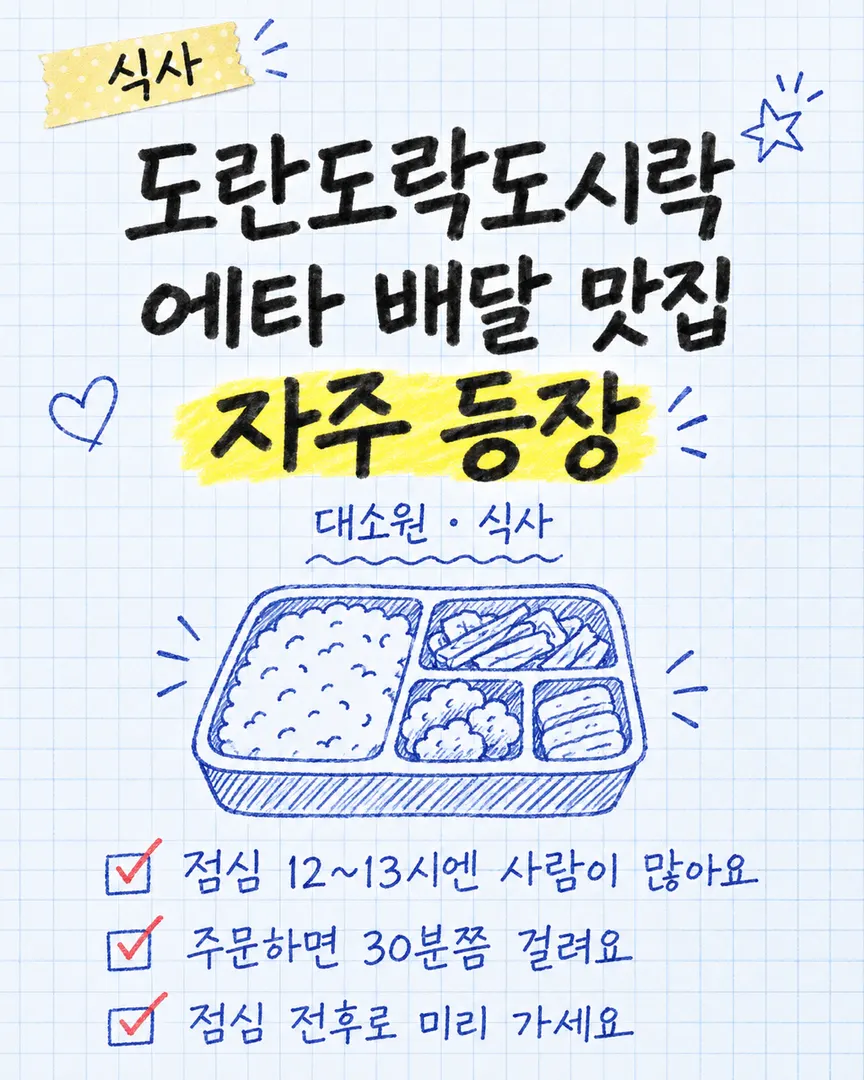 식사
도란도락도시락
에타 배달 맛집
자주 등장
대소원 · 식사
점심 12~13시엔 사람이 많아요
주문하면 30분쯤 걸려요
점심 전후로 미리 가세요